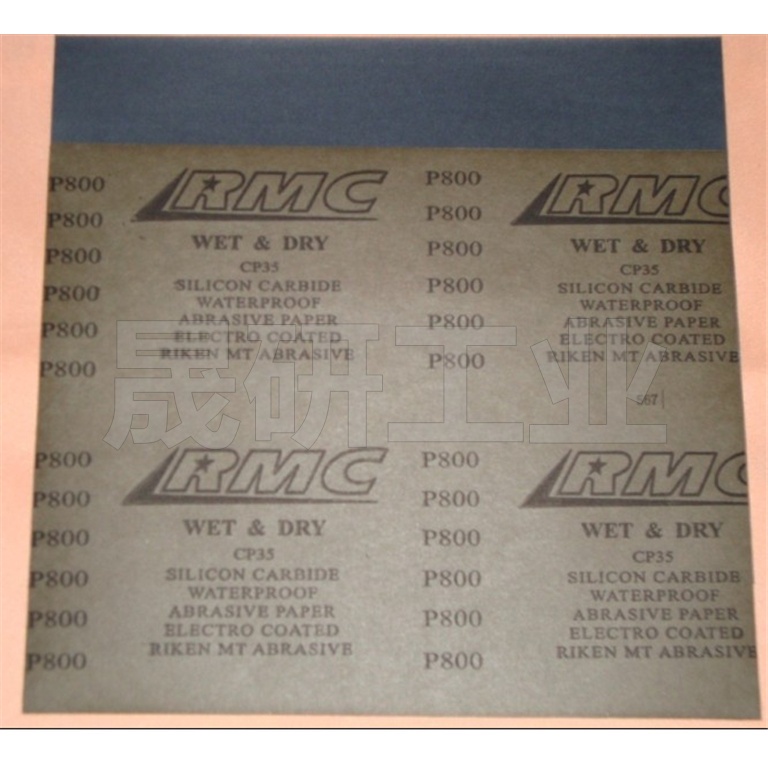 P800 RMC P800 RMC
P800 P800
P800 WET & DRY P800 WET & DRY
CP35 CP35
P800 SILICON CARBIDE P800 SILICON CARBIDE
WATERPROOF WATERPROOF
P800 ABRASIVE PAPER P800 ABRASIVE PAPER
ELECTRO COATED ELECTRO COATED
P800 RIKEN MT ABRASIVE P800 RIKEN MT ABRASIVE
晟研工业
567
P800 RMC P800 RMC
P800 P800
P800 WET & DRY P800 WET & DRY
CP35 CP35
P800 SILICON CARBIDE P800 SILICON CARBIDE
WATERPROOF WATERPROOF
P800 ABRASIVE PAPER P800 ABRASIVE PAPER
ELECTRO COATED ELECTRO COATED
P800 RIKEN MT ABRASIVE P800 RIKEN MT ABRASIVE